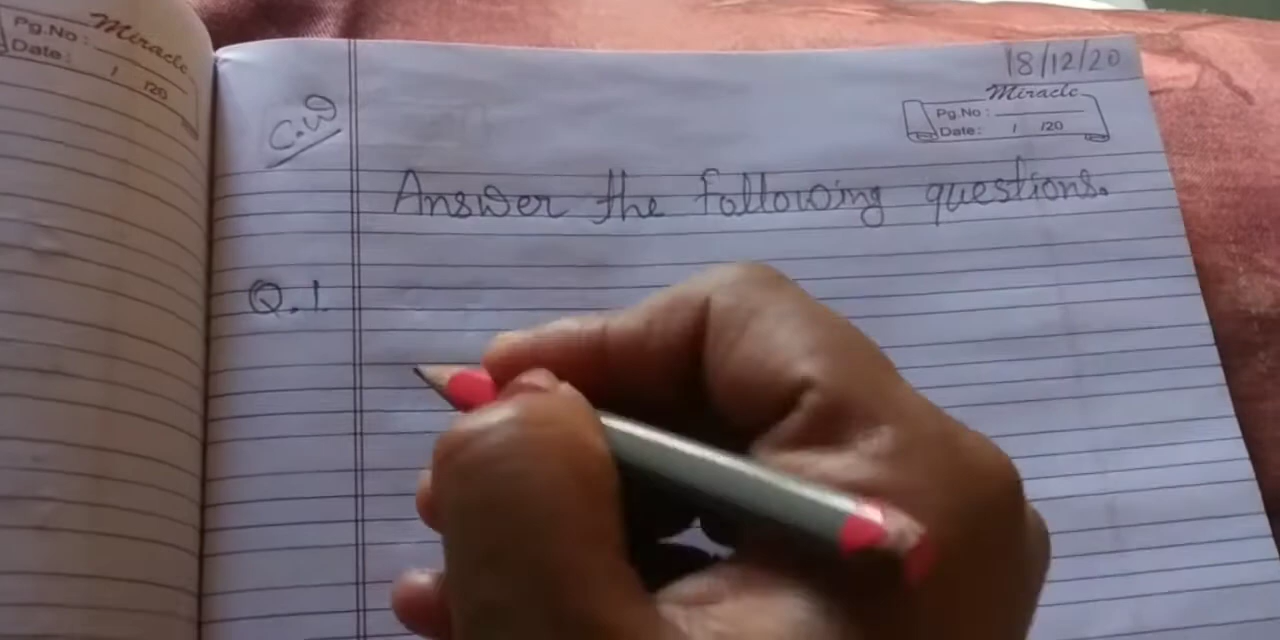 Miracle
Pg.No :
Date : / /20
18/12/20
Miracle
Pg.No :
Date : / /20
C.W
Answer the following questions.
Q.1.